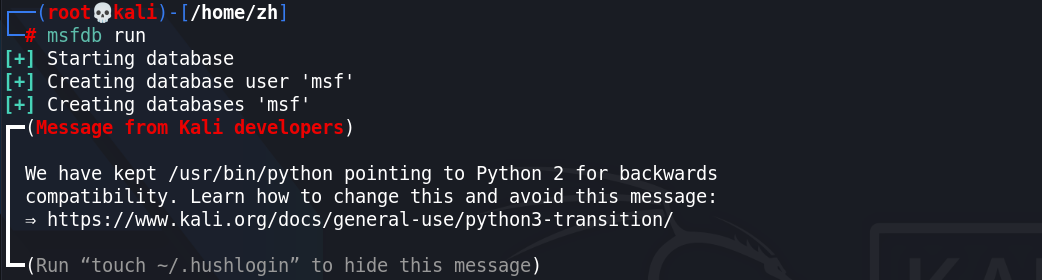 (root💀kali)-[/home/zh]
# msfdb run
[+] Starting database
[+] Creating database user 'msf'
[+] Creating databases 'msf'
(Message from Kali developers)
We have kept /usr/bin/python pointing to Python 2 for backwards
compatibility. Learn how to change this and avoid this message:
⇒ https://www.kali.org/docs/general-use/python3-transition/
(Run “touch ~/.hushlogin” to hide this message)